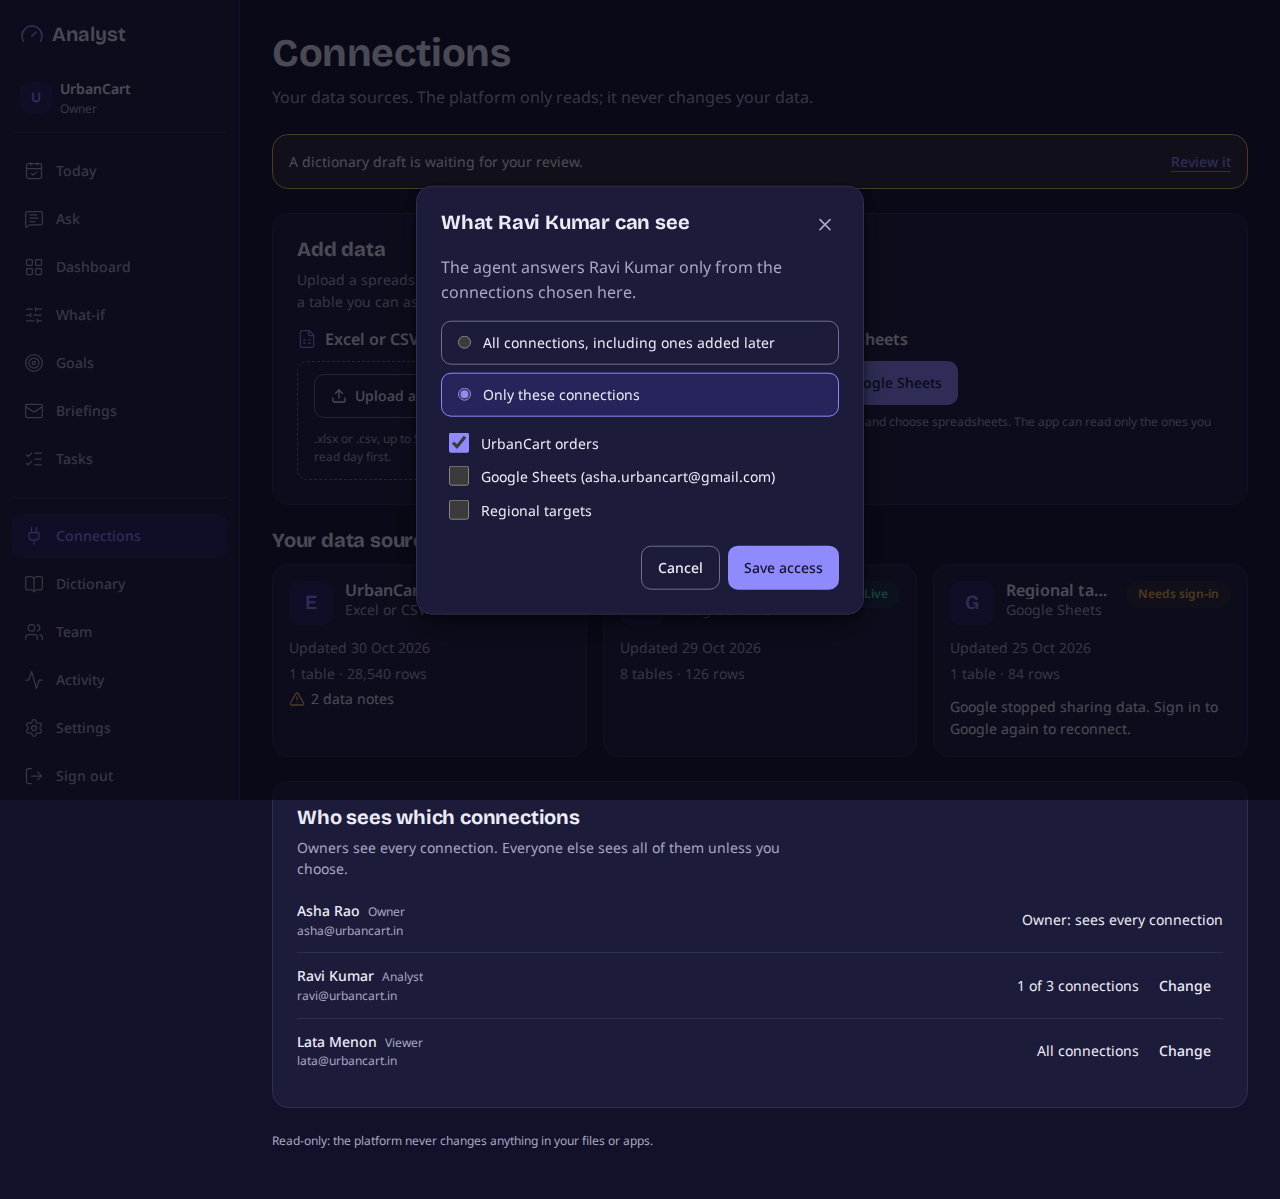 Analyst
U
UrbanCart
Owner
Today
Ask
Dashboard
What-if
Goals
Briefings
Tasks
Connections
Dictionary
Team
Activity
Settings
Sign out
Connections
Your data sources. The platform only reads; it never changes your data.
A dictionary draft is waiting for your review.
Review it
Add data
Upload a spreads
a table you can as
Excel or CSV
Upload a
.xlsx or .csv, up to
read day first.
heets
ogle Sheets
and choose spreadsheets. The app can read only the ones you
What Ravi Kumar can see
The agent answers Ravi Kumar only from the
connections chosen here.
All connections, including ones added later
Only these connections
UrbanCart orders
Google Sheets (asha.urbancart@gmail.com)
Regional targets
Cancel
Save access
Your data sour
E
UrbanCar
Excel or CSV
Updated 30 Oct 2026
1 table · 28,540 rows
2 data notes
Live
Updated 29 Oct 2026
8 tables · 126 rows
G
Regional ta...
Needs sign-in
Google Sheets
Updated 25 Oct 2026
1 table · 84 rows
Google stopped sharing data. Sign in to
Google again to reconnect.
Who sees which connections
Owners see every connection. Everyone else sees all of them unless you
choose.
Asha Rao Owner
asha@urbancart.in
Owner: sees every connection
Ravi Kumar Analyst
ravi@urbancart.in
1 of 3 connections
Change
Lata Menon Viewer
lata@urbancart.in
All connections
Change
Read-only: the platform never changes anything in your files or apps.